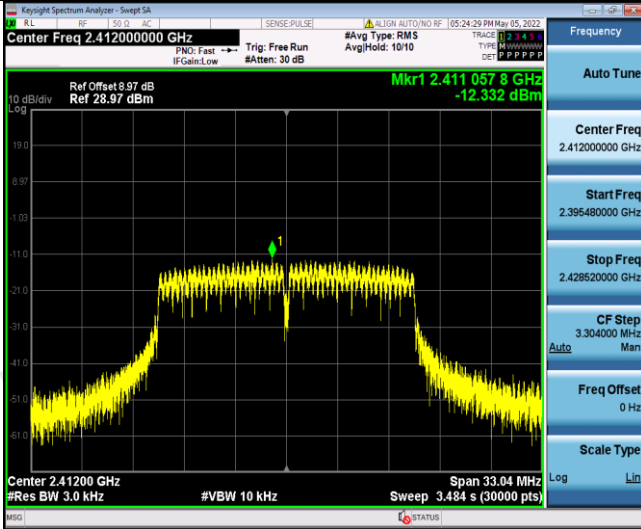 Keysight Spectrum Analyzer - Swept SA
RL RF 50 Ω AC SENSE:PULSE ALIGN AUTO/NO RF 05:24:29 PM May 05, 2022
Center Freq 2.412000000 GHz
PNO: Fast
IFGain:Low
Trig: Free Run
#Atten: 30 dB
#Avg Type: RMS
Avg|Hold: 10/10
TRACE 1 2 3 4 5 6
TYPE M WWWWW
DET P P P P P P
Frequency
Auto Tune
Center Freq
2.412000000 GHz
Start Freq
2.395480000 GHz
Stop Freq
2.428520000 GHz
CF Step
3.304000 MHz
Auto Man
Freq Offset
0 Hz
Scale Type
Log Lin
Mkr1 2.411 057 8 GHz
-12.332 dBm
Ref Offset 8.97 dB
10 dB/div Ref 28.97 dBm
Log
19.0
8.97
-1.03
-11.0
-21.0
-31.0
-41.0
-51.0
-61.0
1
Center 2.41200 GHz Span 33.04 MHz
#Res BW 3.0 kHz #VBW 10 kHz Sweep 3.484 s (30000 pts)
MSG STATUS